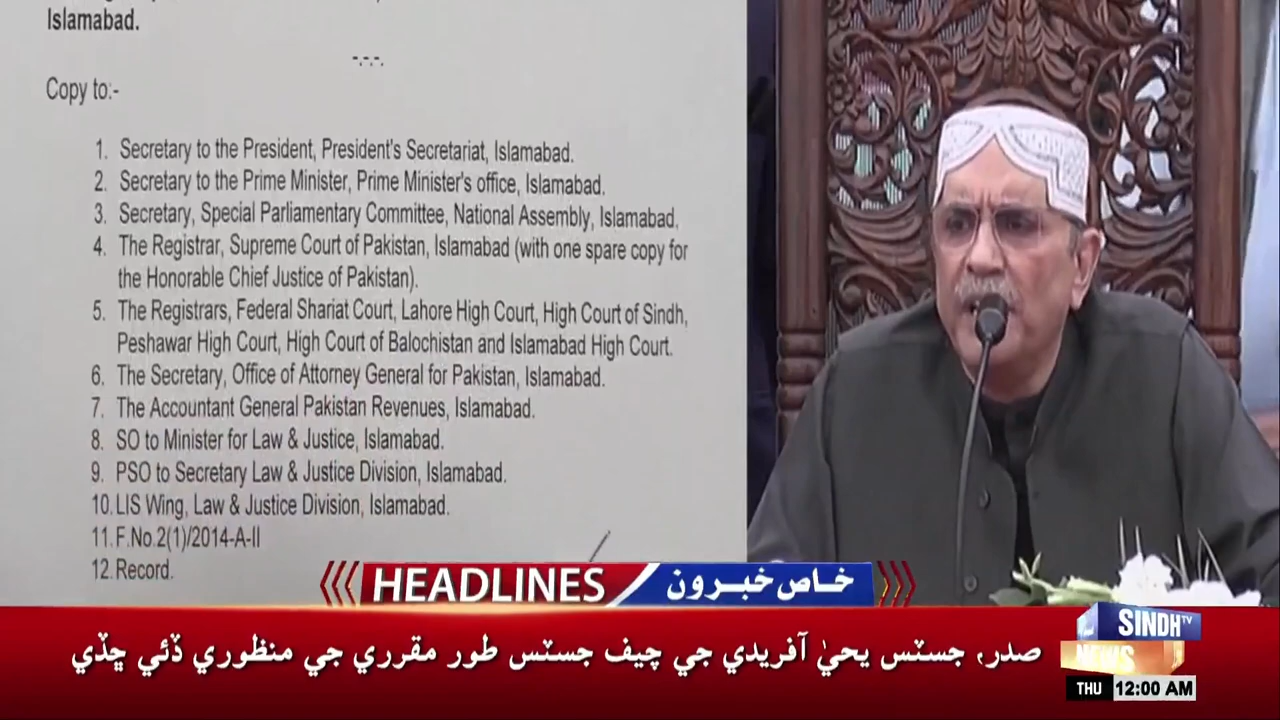 Islamabad.
-.-.-.
Copy to:-
1. Secretary to the President, President's Secretariat, Islamabad.
2. Secretary to the Prime Minister, Prime Minister's office, Islamabad.
3. Secretary, Special Parliamentary Committee, National Assembly, Islamabad.
4. The Registrar, Supreme Court of Pakistan, Islamabad (with one spare copy for
the Honorable Chief Justice of Pakistan).
5. The Registrars, Federal Shariat Court, Lahore High Court, High Court of Sindh,
Peshawar High Court, High Court of Balochistan and Islamabad High Court.
6. The Secretary, Office of Attorney General for Pakistan, Islamabad.
7. The Accountant General Pakistan Revenues, Islamabad.
8. SO to Minister for Law & Justice, Islamabad.
9. PSO to Secretary Law & Justice Division, Islamabad.
10. LIS Wing, Law & Justice Division, Islamabad.
11. F.No.2(1)/2014-A-II
12. Record.
HEADLINES خاص خبرون
صدر، جسٽس يحيٰ آفريدي جي چيف جسٽس طور مقرري جي منظوري ڏئي ڇڏي
SINDH TV
NEWS
THU 12:00 AM